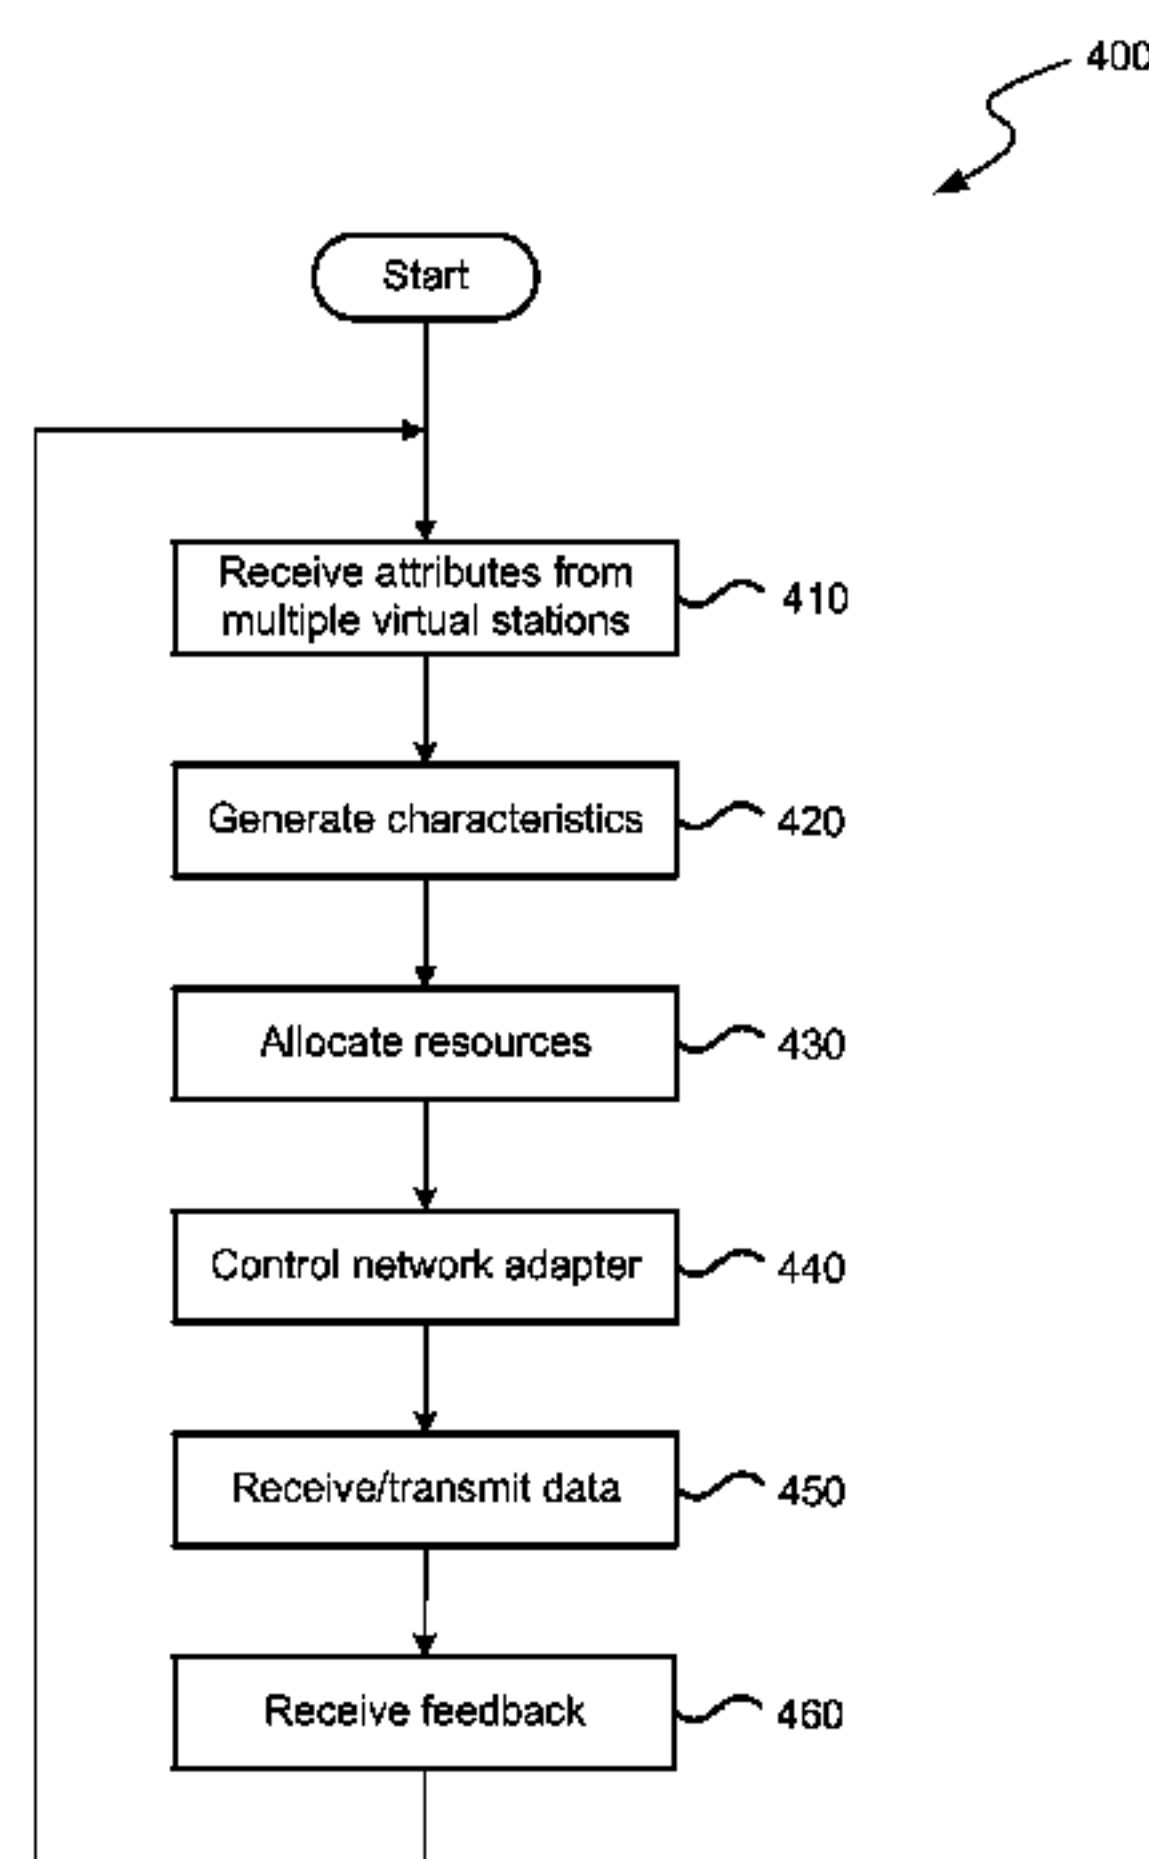 400
Start
Receive attributes from
multiple virtual stations
410
Generate characteristics
420
Allocate resources
430
Control network adapter
440
Receive/transmit data
450
Receive feedback
460